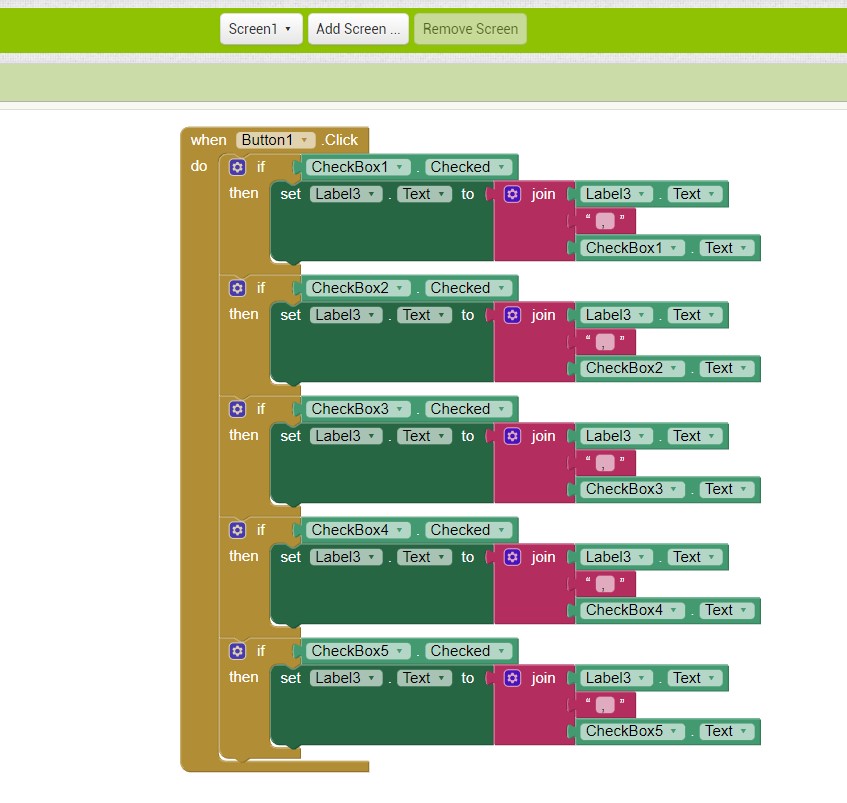 Screen1 Add Screen ... Remove Screen
when Button1 .Click
do if CheckBox1 . Checked
then set Label3 . Text to join Label3 . Text
“ , ”
CheckBox1 . Text
if CheckBox2 . Checked
then set Label3 . Text to join Label3 . Text
“ , ”
CheckBox2 . Text
if CheckBox3 . Checked
then set Label3 . Text to join Label3 . Text
“ , ”
CheckBox3 . Text
if CheckBox4 . Checked
then set Label3 . Text to join Label3 . Text
“ , ”
CheckBox4 . Text
if CheckBox5 . Checked
then set Label3 . Text to join Label3 . Text
“ , ”
CheckBox5 . Text